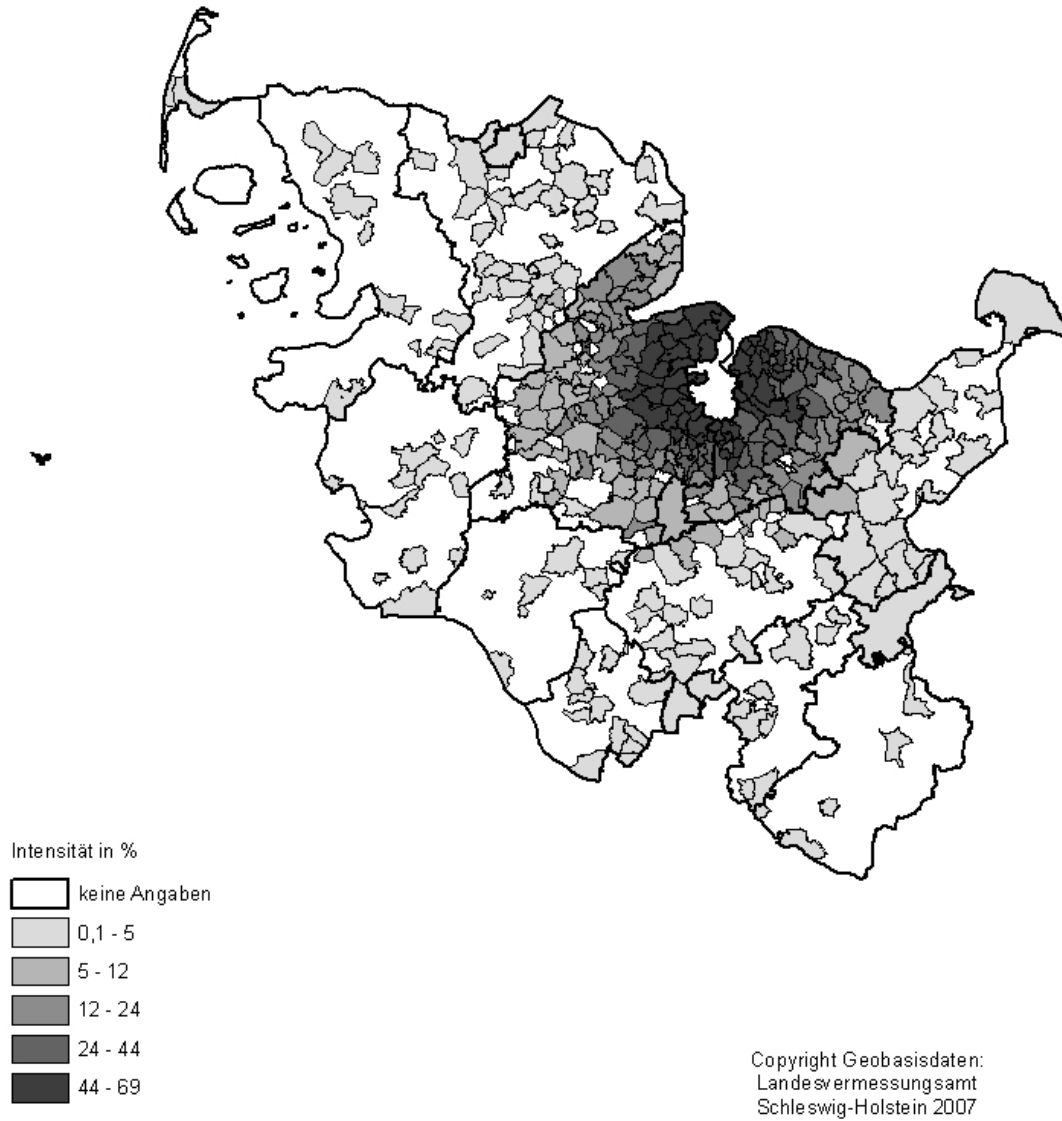 Intensität in %
keine Angaben
0,1 - 5
5 - 12
12 - 24
24 - 44
44 - 69
Copyright Geobasisdaten:
Landesvermessungsamt
Schleswig-Holstein 2007